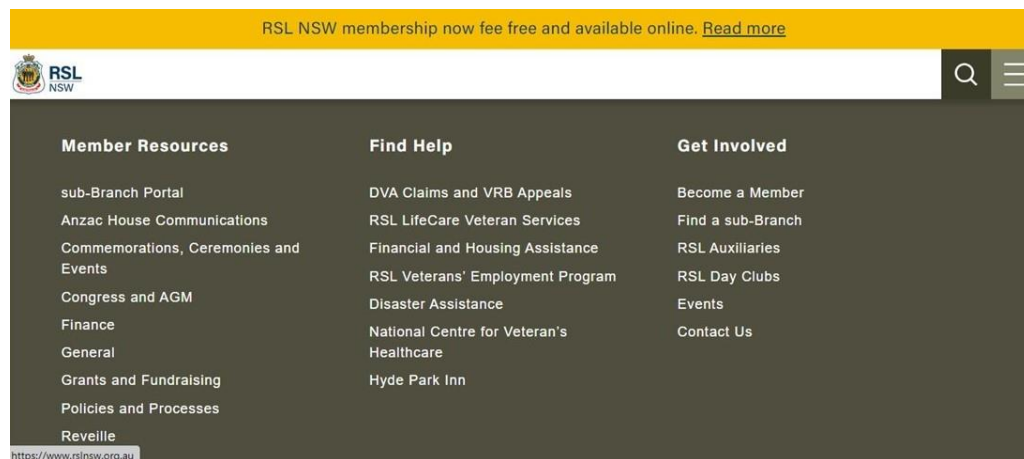 RSL NSW membership now fee free and available online. Read more
RSL
NSW
Member Resources
sub-Branch Portal
Anzac House Communications
Commemorations, Ceremonies and
Events
Congress and AGM
Finance
General
Grants and Fundraising
Policies and Processes
Reveille
Find Help
DVA Claims and VRB Appeals
RSL LifeCare Veteran Services
Financial and Housing Assistance
RSL Veterans' Employment Program
Disaster Assistance
National Centre for Veteran's
Healthcare
Hyde Park Inn
Get Involved
Become a Member
Find a sub-Branch
RSL Auxiliaries
RSL Day Clubs
Events
Contact Us
https://www.rslnsw.org.au